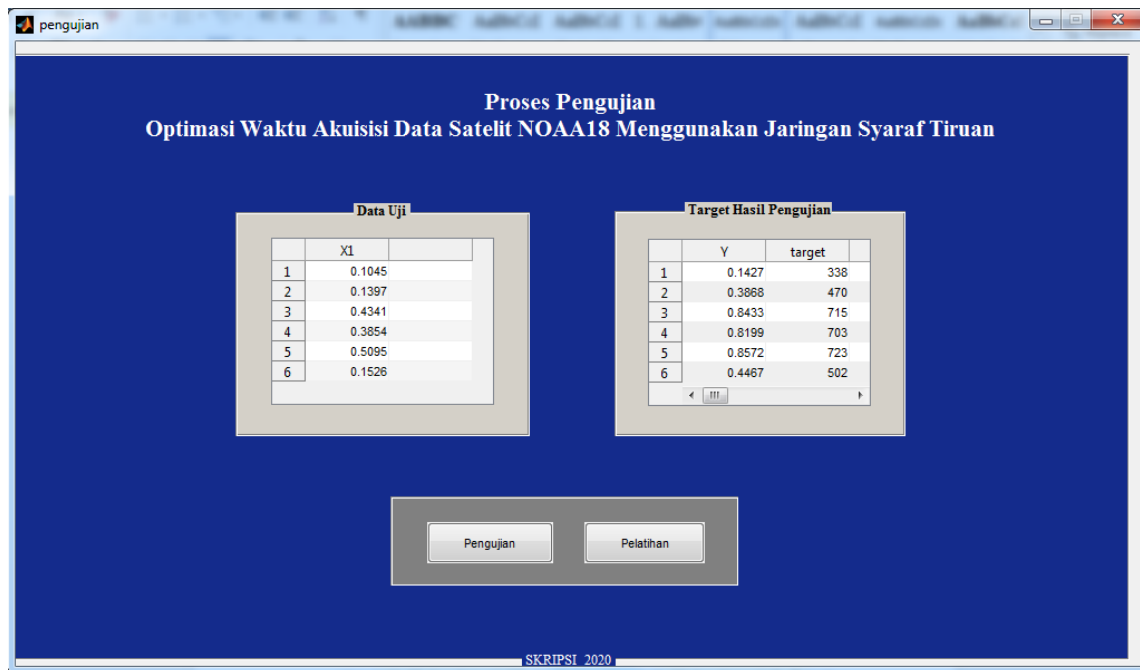 pengujian
Proses Pengujian
Optimasi Waktu Akuisisi Data Satelit NOAA18 Menggunakan Jaringan Syaraf Tiruan
Data Uji
X1
1 0.1045
2 0.1397
3 0.4341
4 0.3854
5 0.5095
6 0.1526
Target Hasil Pengujian
Y target
1 0.1427 338
2 0.3868 470
3 0.8433 715
4 0.8199 703
5 0.8572 723
6 0.4467 502
Pengujian Pelatihan
SKRIPSI 2020